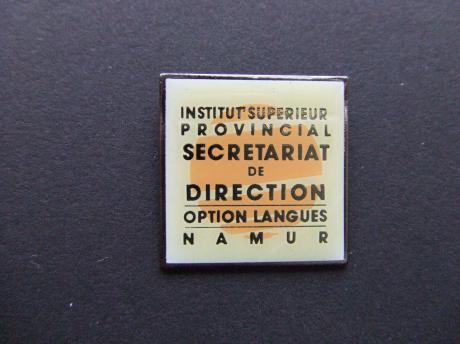 INSTITUT SUPERIEUR
PROVINCIAL
SECRETARIAT
DE
DIRECTION
OPTION LANGUES
NAMUR